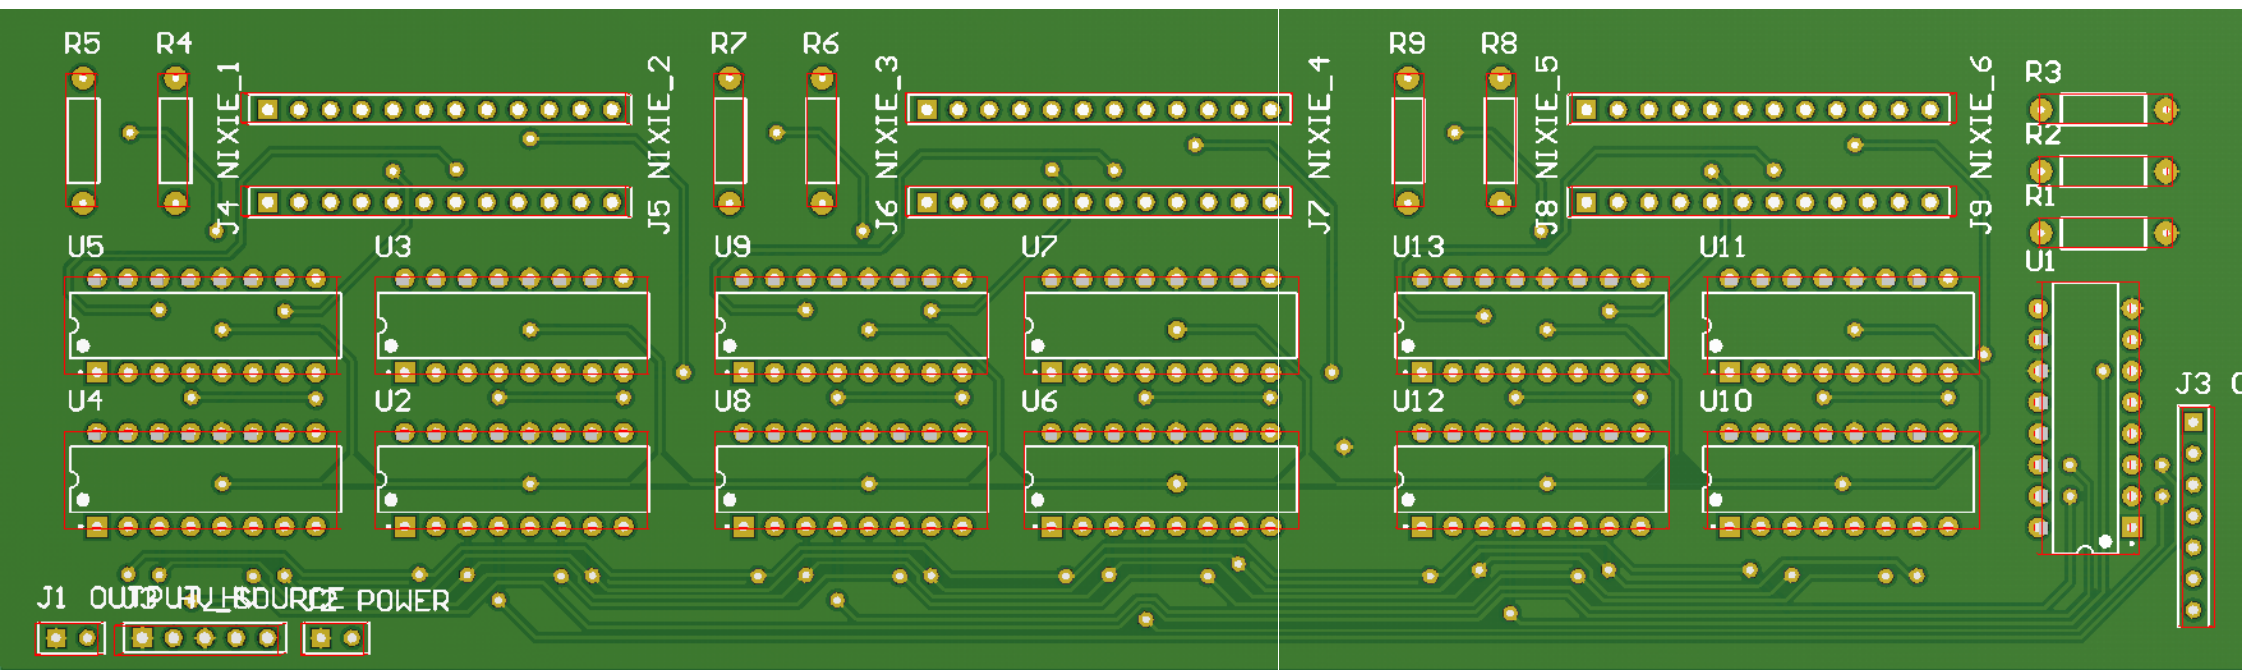 R5
R4
R7
R6
R9
R8
J4 NIXIE_1
J5 NIXIE_2
J6 NIXIE_3
J7 NIXIE_4
J8 NIXIE_5
J9 NIXIE_6
R3
R2
R1
U5
U3
U9
U7
U13
U11
U1
U4
U2
U8
U6
U12
U10
J3
J1
J2 POWER